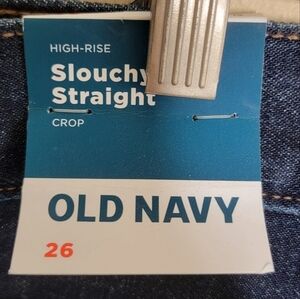 HIGH-RISE
Slouchy
Straight
CROP
OLD NAVY
26